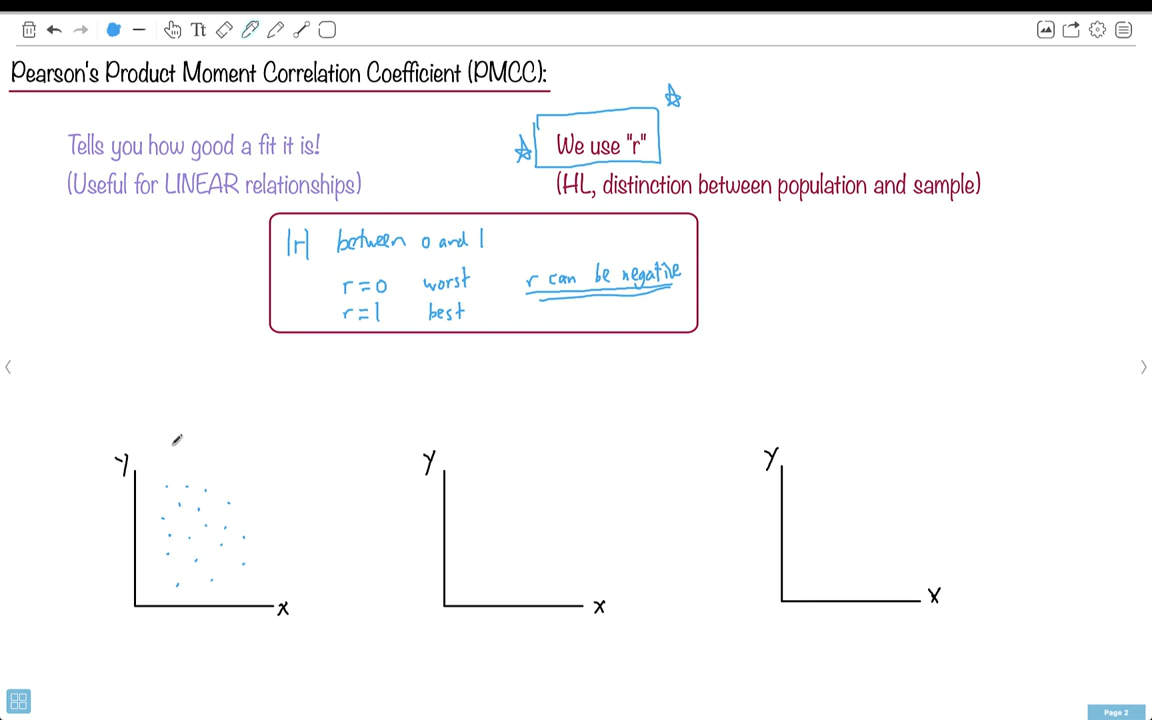 Tt
Pearson's Product Moment Correlation Coefficient (PMCC):
Tells you how good a fit it is!
(Useful for LINEAR relationships)
We use "r"
(HL, distinction between population and sample)
|r| between 0 and 1
r=0 worst
r can be negative
r=1 best
Y
X
Y
X
Y
X
Page 2